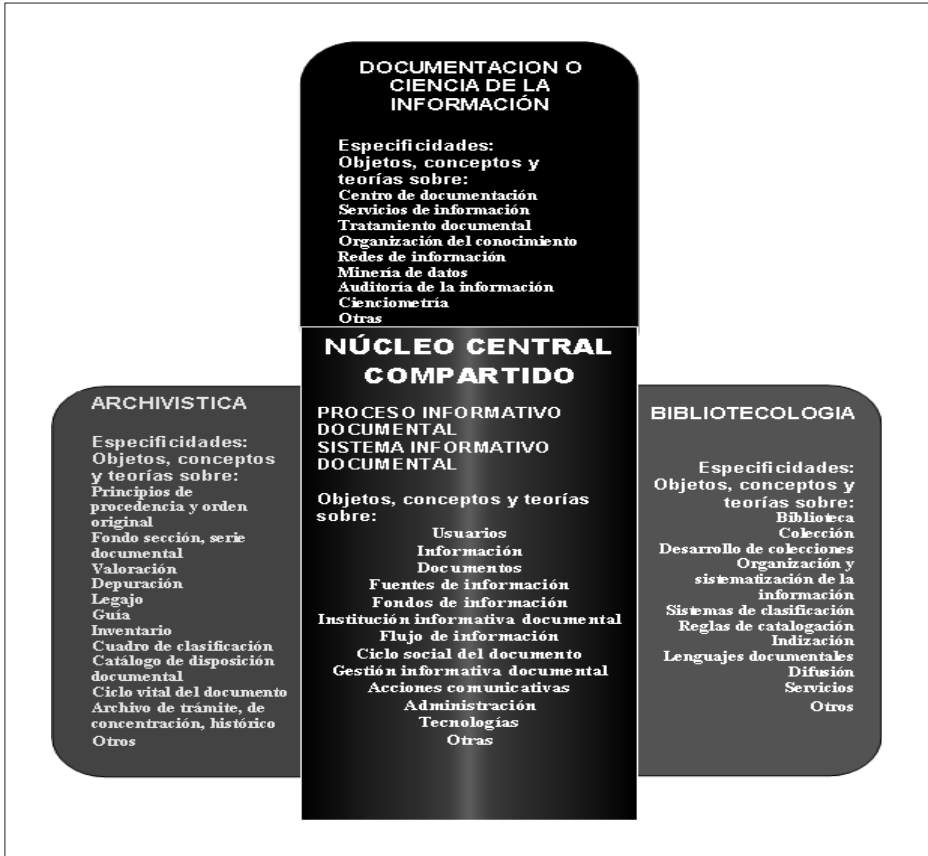 DOCUMENTACION O
CIENCIA DE LA
INFORMACIÓN
Especificidades:
Objetos, conceptos y
teorías sobre:
Centro de documentación
Servicios de información
Tratamiento documental
Organización del conocimiento
Redes de información
Minería de datos
Auditoría de la información
Cienciometría
Otras
NÚCLEO CENTRAL
COMPARTIDO
PROCESO INFORMATIVO
DOCUMENTAL
SISTEMA INFORMATIVO
DOCUMENTAL
Objetos, conceptos y teorías
sobre:
Usuarios
Información
Documentos
Fuentes de información
Fondos de información
Institución informativa documental
Flujo de información
Ciclo social del documento
Gestión informativa documental
Acciones comunicativas
Administración
Tecnologías
Otras
ARCHIVISTICA
Especificidades:
Objetos, conceptos
y teorías sobre:
Principios de
procedencia y orden
original
Fondo sección, serie
documental
Valoración
Depuración
Legajo
Guía
Inventario
Cuadro de clasificación
Catálogo de disposición
documental
Ciclo vital del documento
Archivo de trámite, de
concentración, histórico
Otros
BIBLIOTECOLOGIA
Especificidades:
Objetos, conceptos y
teorías sobre:
Biblioteca
Colección
Desarrollo de colecciones
Organización y
sistematización de la
información
Sistemas de clasificación
Reglas de catalogación
Indización
Lenguajes documentales
Difusión
Servicios
Otros